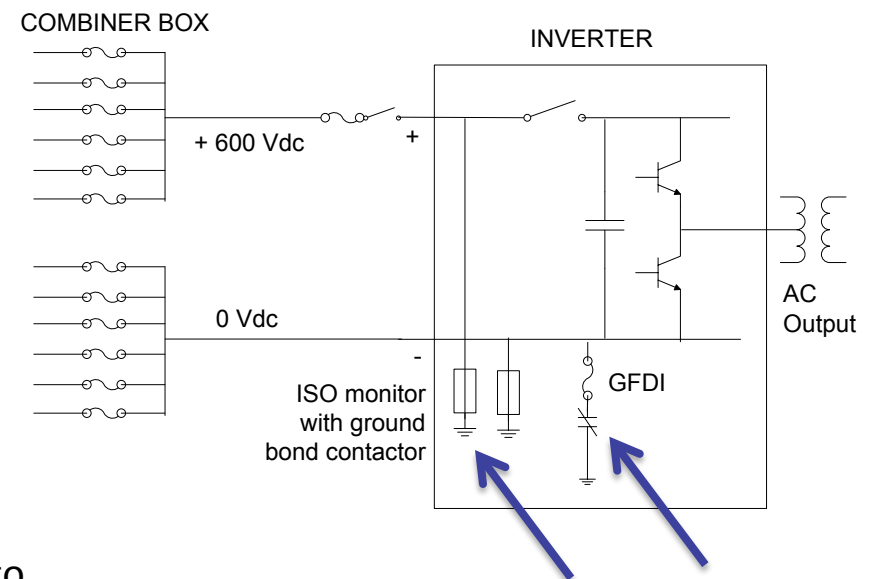 COMBINER BOX
INVERTER
+ 600 Vdc
+
0 Vdc
-
AC
Output
GFDI
ISO monitor
with ground
bond contactor